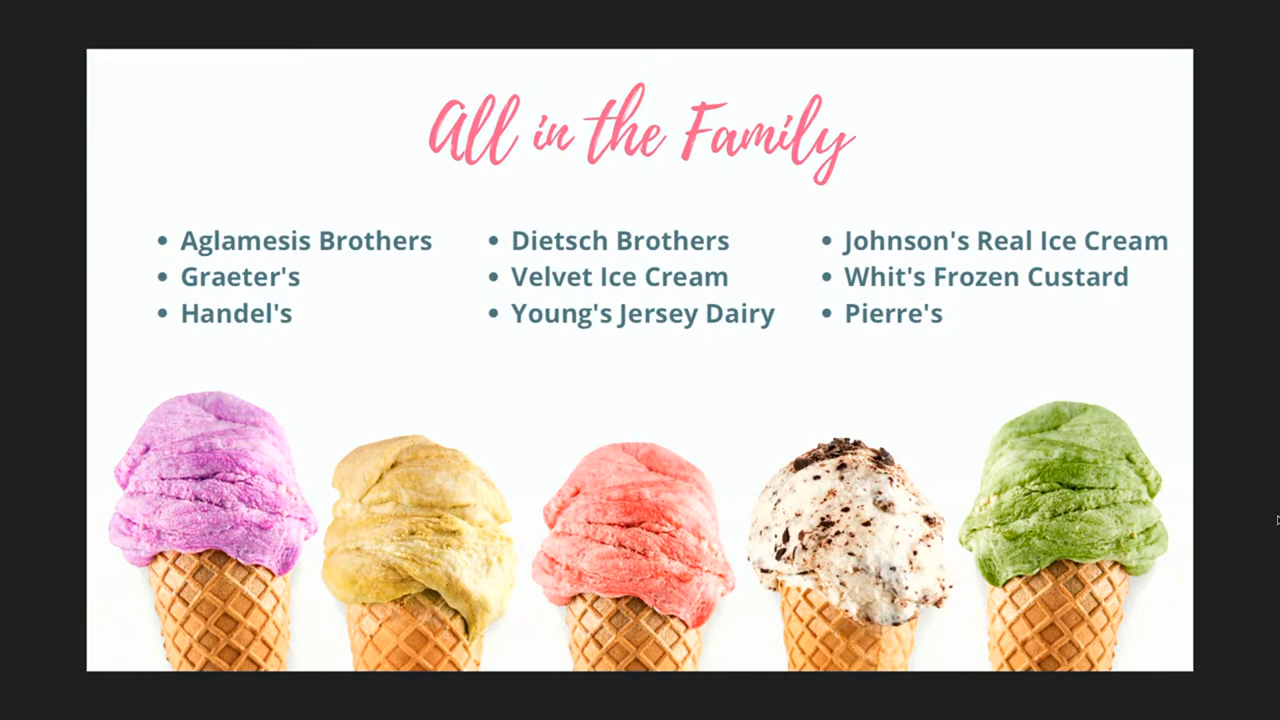 All in the Family
• Aglamesis Brothers
• Graeter's
• Handel's
• Dietsch Brothers
• Velvet Ice Cream
• Young's Jersey Dairy
• Johnson's Real Ice Cream
• Whit's Frozen Custard
• Pierre's